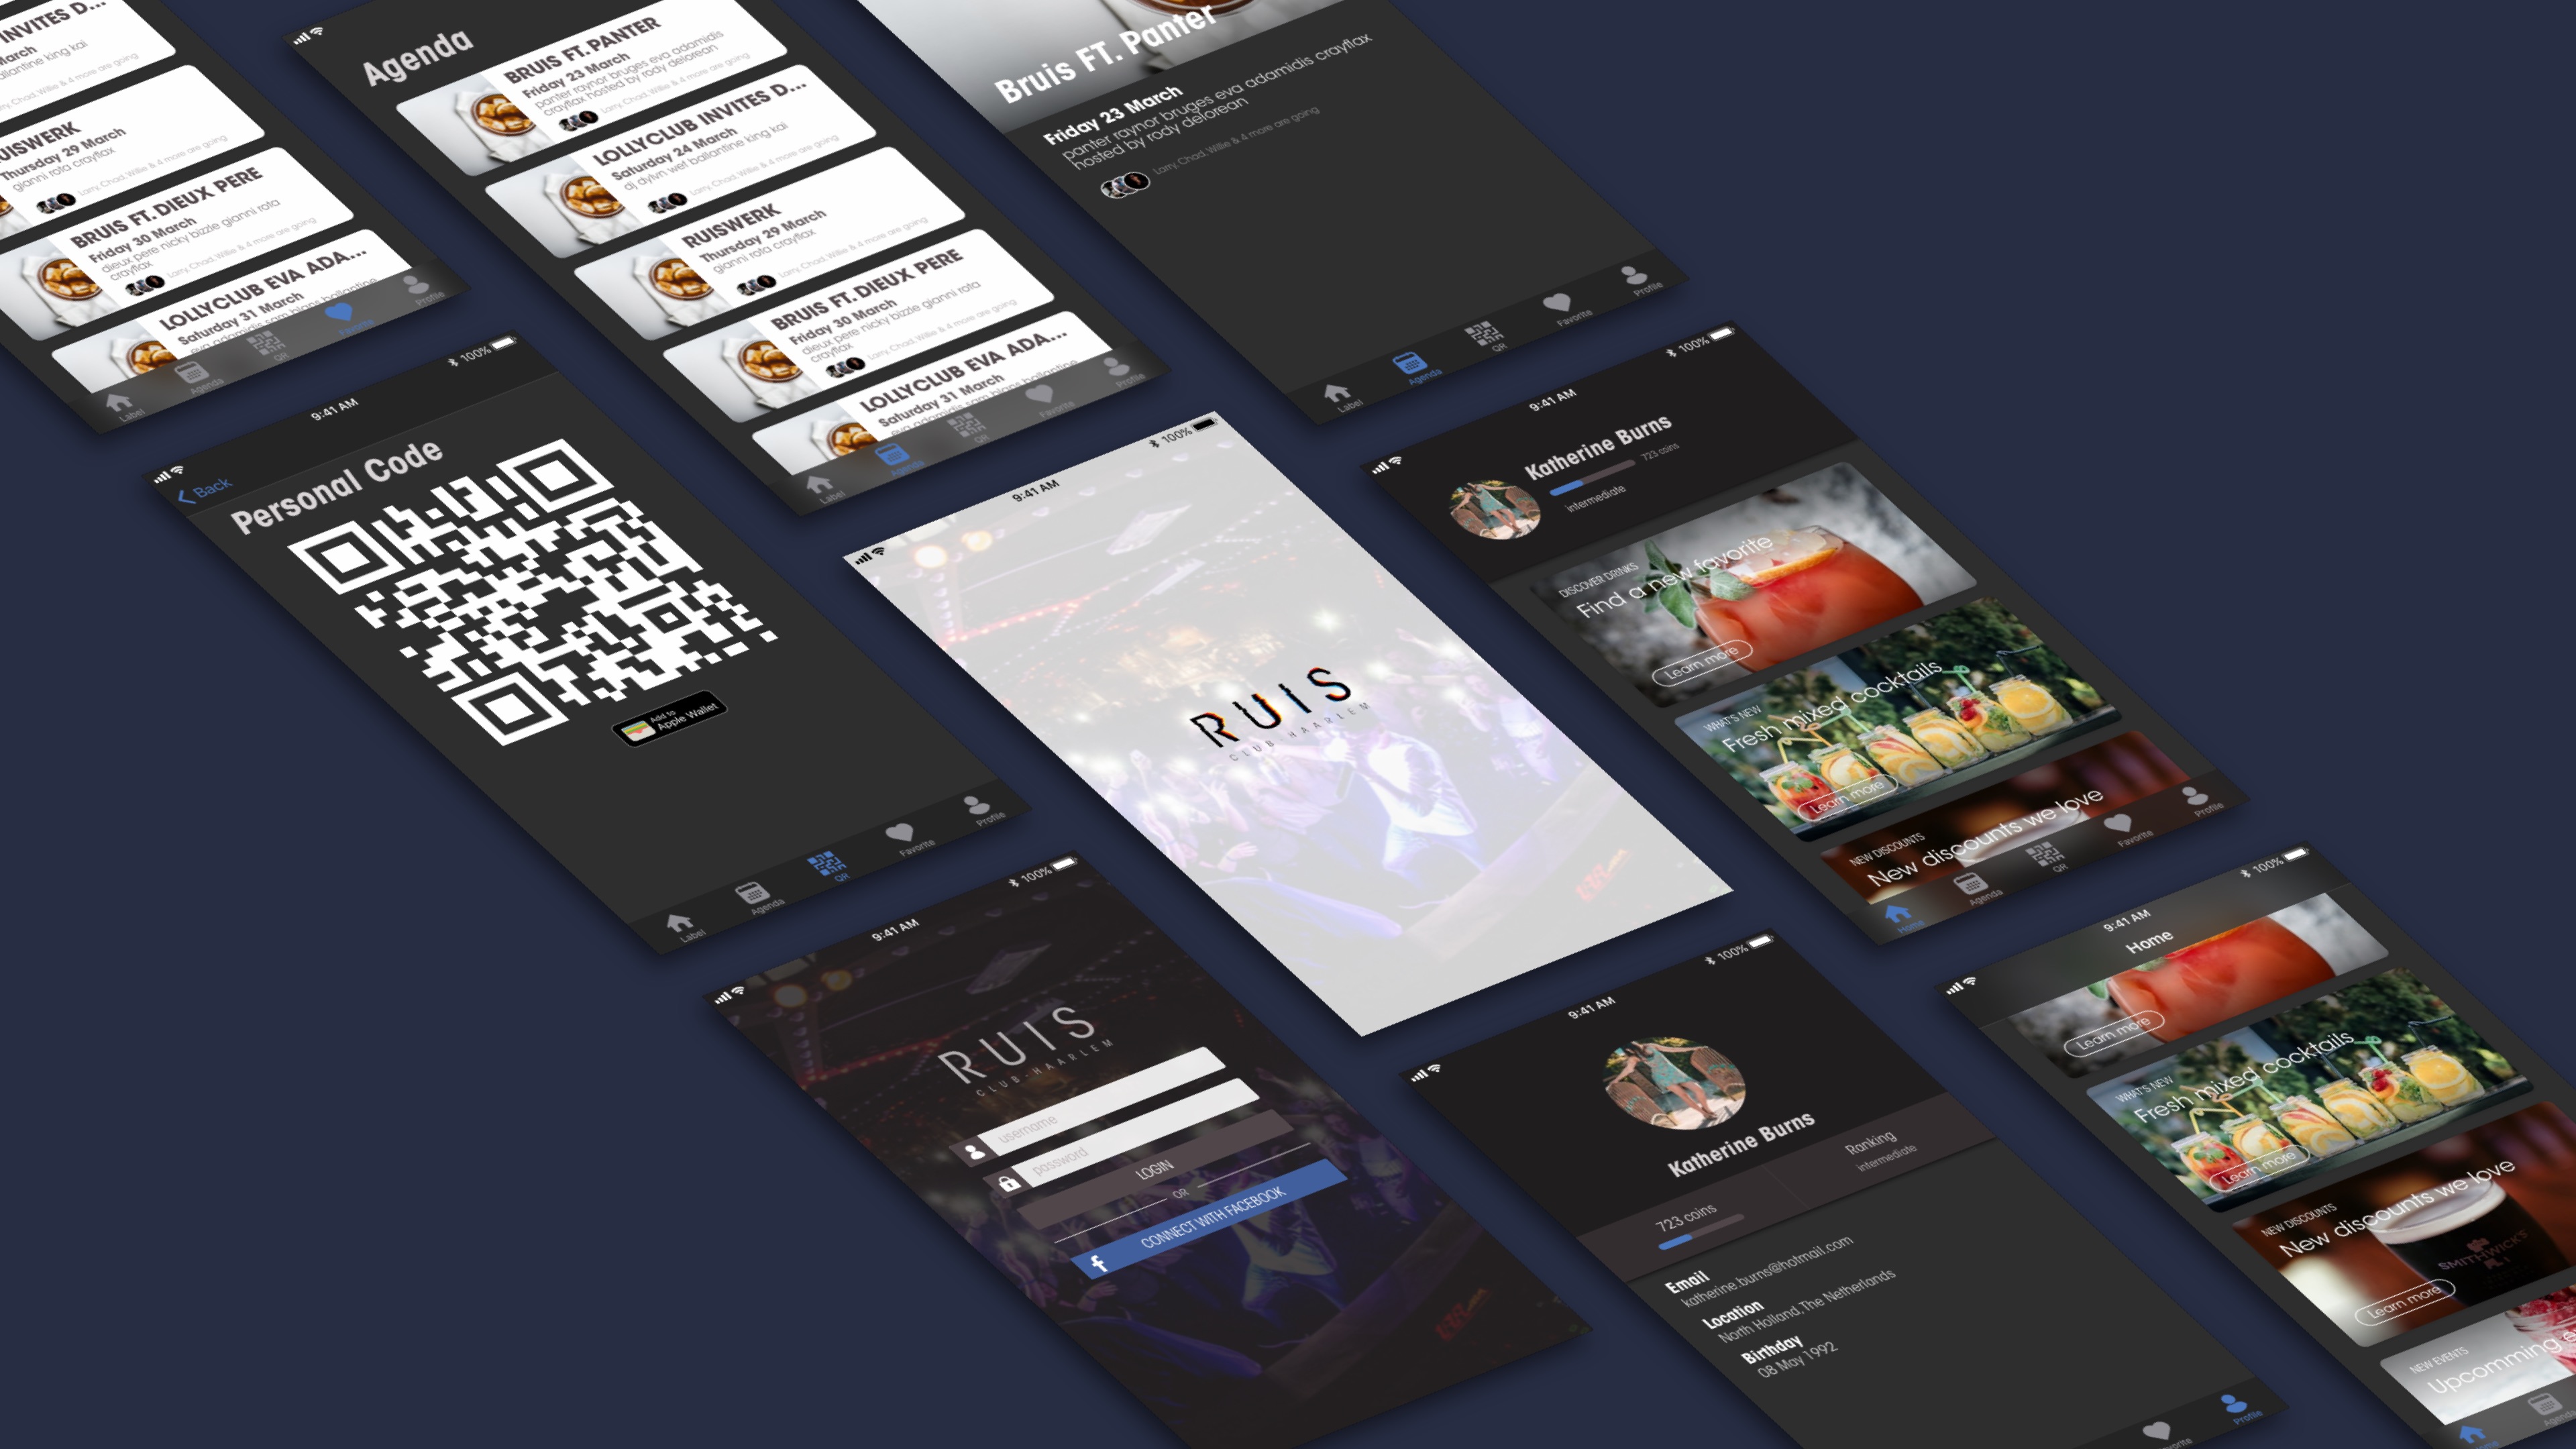 INVITES D...
March
ballantine king kai
& 4 more are going
UISWERK
Thursday 29 March
gianni rota crayflax
Larry, Chad, Willie & 4 more are going
BRUIS FT. DIEUX PERE
Friday 30 March
dieux pere nicky bizzle gianni rota
crayflax
Larry, Chad, Willie & 4 more are going
LOLLYCLUB EVA ADA...
Saturday 31 March
eva adamidis sam blans ballantine
Label
Agenda
QR
Favorite
Profile
Agenda
BRUIS FT. PANTER
Friday 23 March
panter raynor bruges eva adamidis
crayflax hosted by rody delorean
Larry, Chad, Willie & 4 more are going
LOLLYCLUB INVITES D...
Saturday 24 March
dj dylvn wef ballantine king kai
Larry, Chad, Willie & 4 more are going
RUISWERK
Thursday 29 March
gianni rota crayflax
Larry, Chad, Willie & 4 more are going
BRUIS FT. DIEUX PERE
Friday 30 March
dieux pere nicky bizzle gianni rota
crayflax
Larry, Chad, Willie & 4 more are going
LOLLYCLUB EVA ADA...
Saturday 31 March
eva adamidis sam blans ballantine
Label
Agenda
QR
Favorite
Profile
Bruis FT. Panter
Friday 23 March
panter raynor bruges eva adamidis crayflax
hosted by rody delorean
Larry, Chad, Willie & 4 more are going
Label
Agenda
QR
Favorite
Profile
9:41 AM
100%
Back
Personal Code
Add to
Apple Wallet
Label
Agenda
QR
Favorite
Profile
9:41 AM
100%
RUIS
CLUB-HAARLEM
9:41 AM
100%
Katherine Burns
723 coins
intermediate
DISCOVER DRINKS
Find a new favorite
Learn more
WHAT'S NEW
Fresh mixed cocktails
Learn more
NEW DISCOUNTS
New discounts we love
Home
Agenda
QR
Favorite
Profile
9:41 AM
100%
RUIS
CLUB-HAARLEM
username
password
LOGIN
OR
CONNECT WITH FACEBOOK
9:41 AM
100%
Katherine Burns
723 coins
Ranking
intermediate
Email
katherine.burns@hotmail.com
Location
North Holland, The Netherlands
Birthday
08 May 1992
Profile
9:41 AM
100%
Home
Learn more
WHAT'S NEW
Fresh mixed cocktails
Learn more
NEW DISCOUNTS
New discounts we love
SMITHWICK'S
Learn more
NEW EVENTS
Upcomming e
Agenda